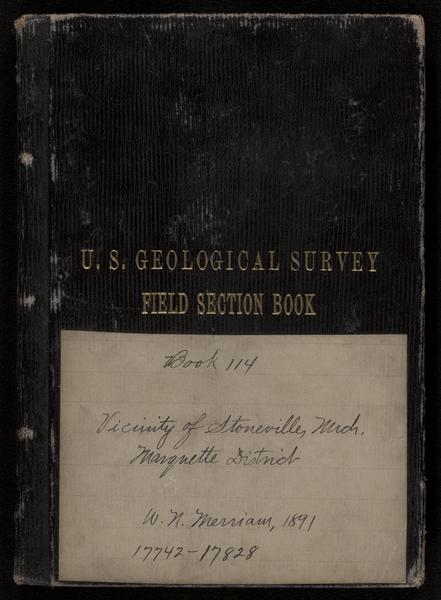 U. S. GEOLOGICAL SURVEY
FIELD SECTION BOOK
Book 114
Vicinity of Stoneville, Mich.
Marquette District
W. N. Merriam, 1891
17742-17828